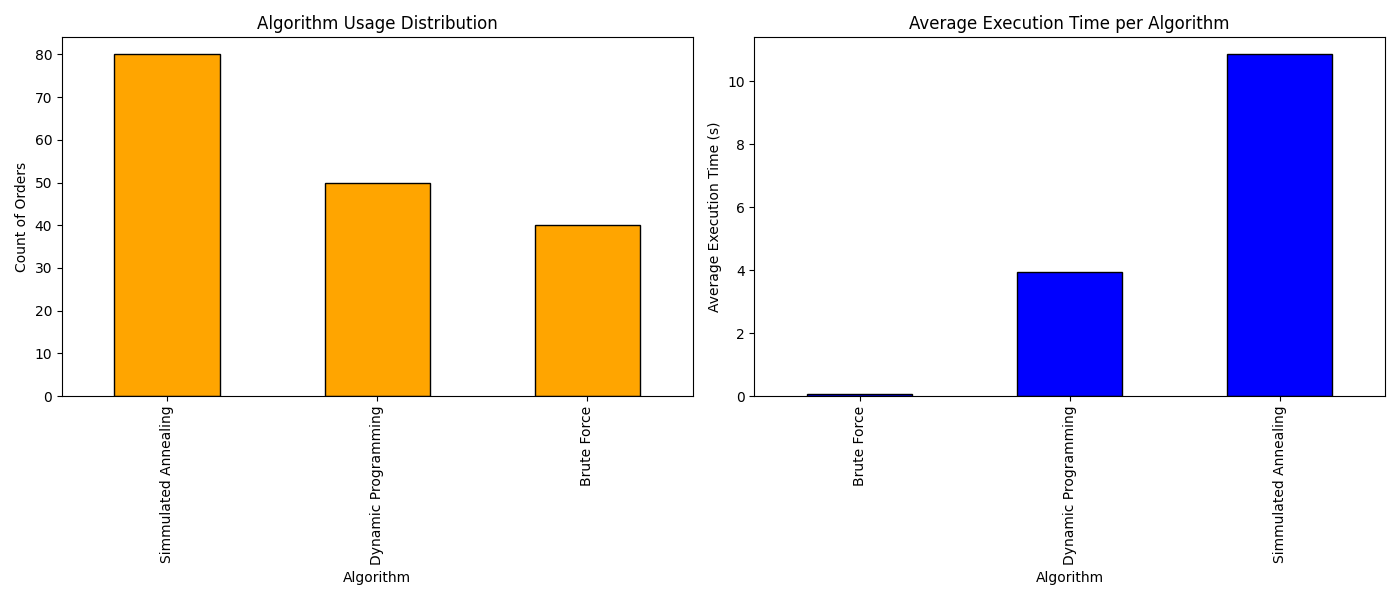 Algorithm Usage Distribution
Count of Orders
80
70
60
50
40
30
20
10
0
Simmulated Annealing
Dynamic Programming
Brute Force
Algorithm
Average Execution Time per Algorithm
Average Execution Time (s)
10
8
6
4
2
0
Brute Force
Dynamic Programming
Simmulated Annealing
Algorithm